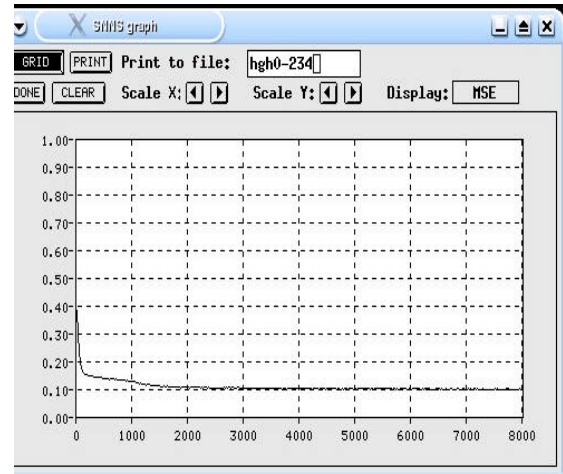 SNNS graph
GRID PRINT Print to file: hgh0-234
DONE CLEAR Scale X: Scale Y: Display: MSE
1.00
0.90
0.80
0.70
0.60
0.50
0.40
0.30
0.20
0.10
0.00
0 1000 2000 3000 4000 5000 6000 7000 8000